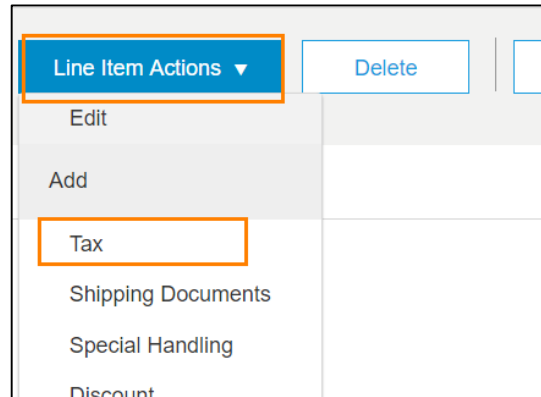 Line Item Actions ▼ Delete
Edit
Add
Tax
Shipping Documents
Special Handling
Discount